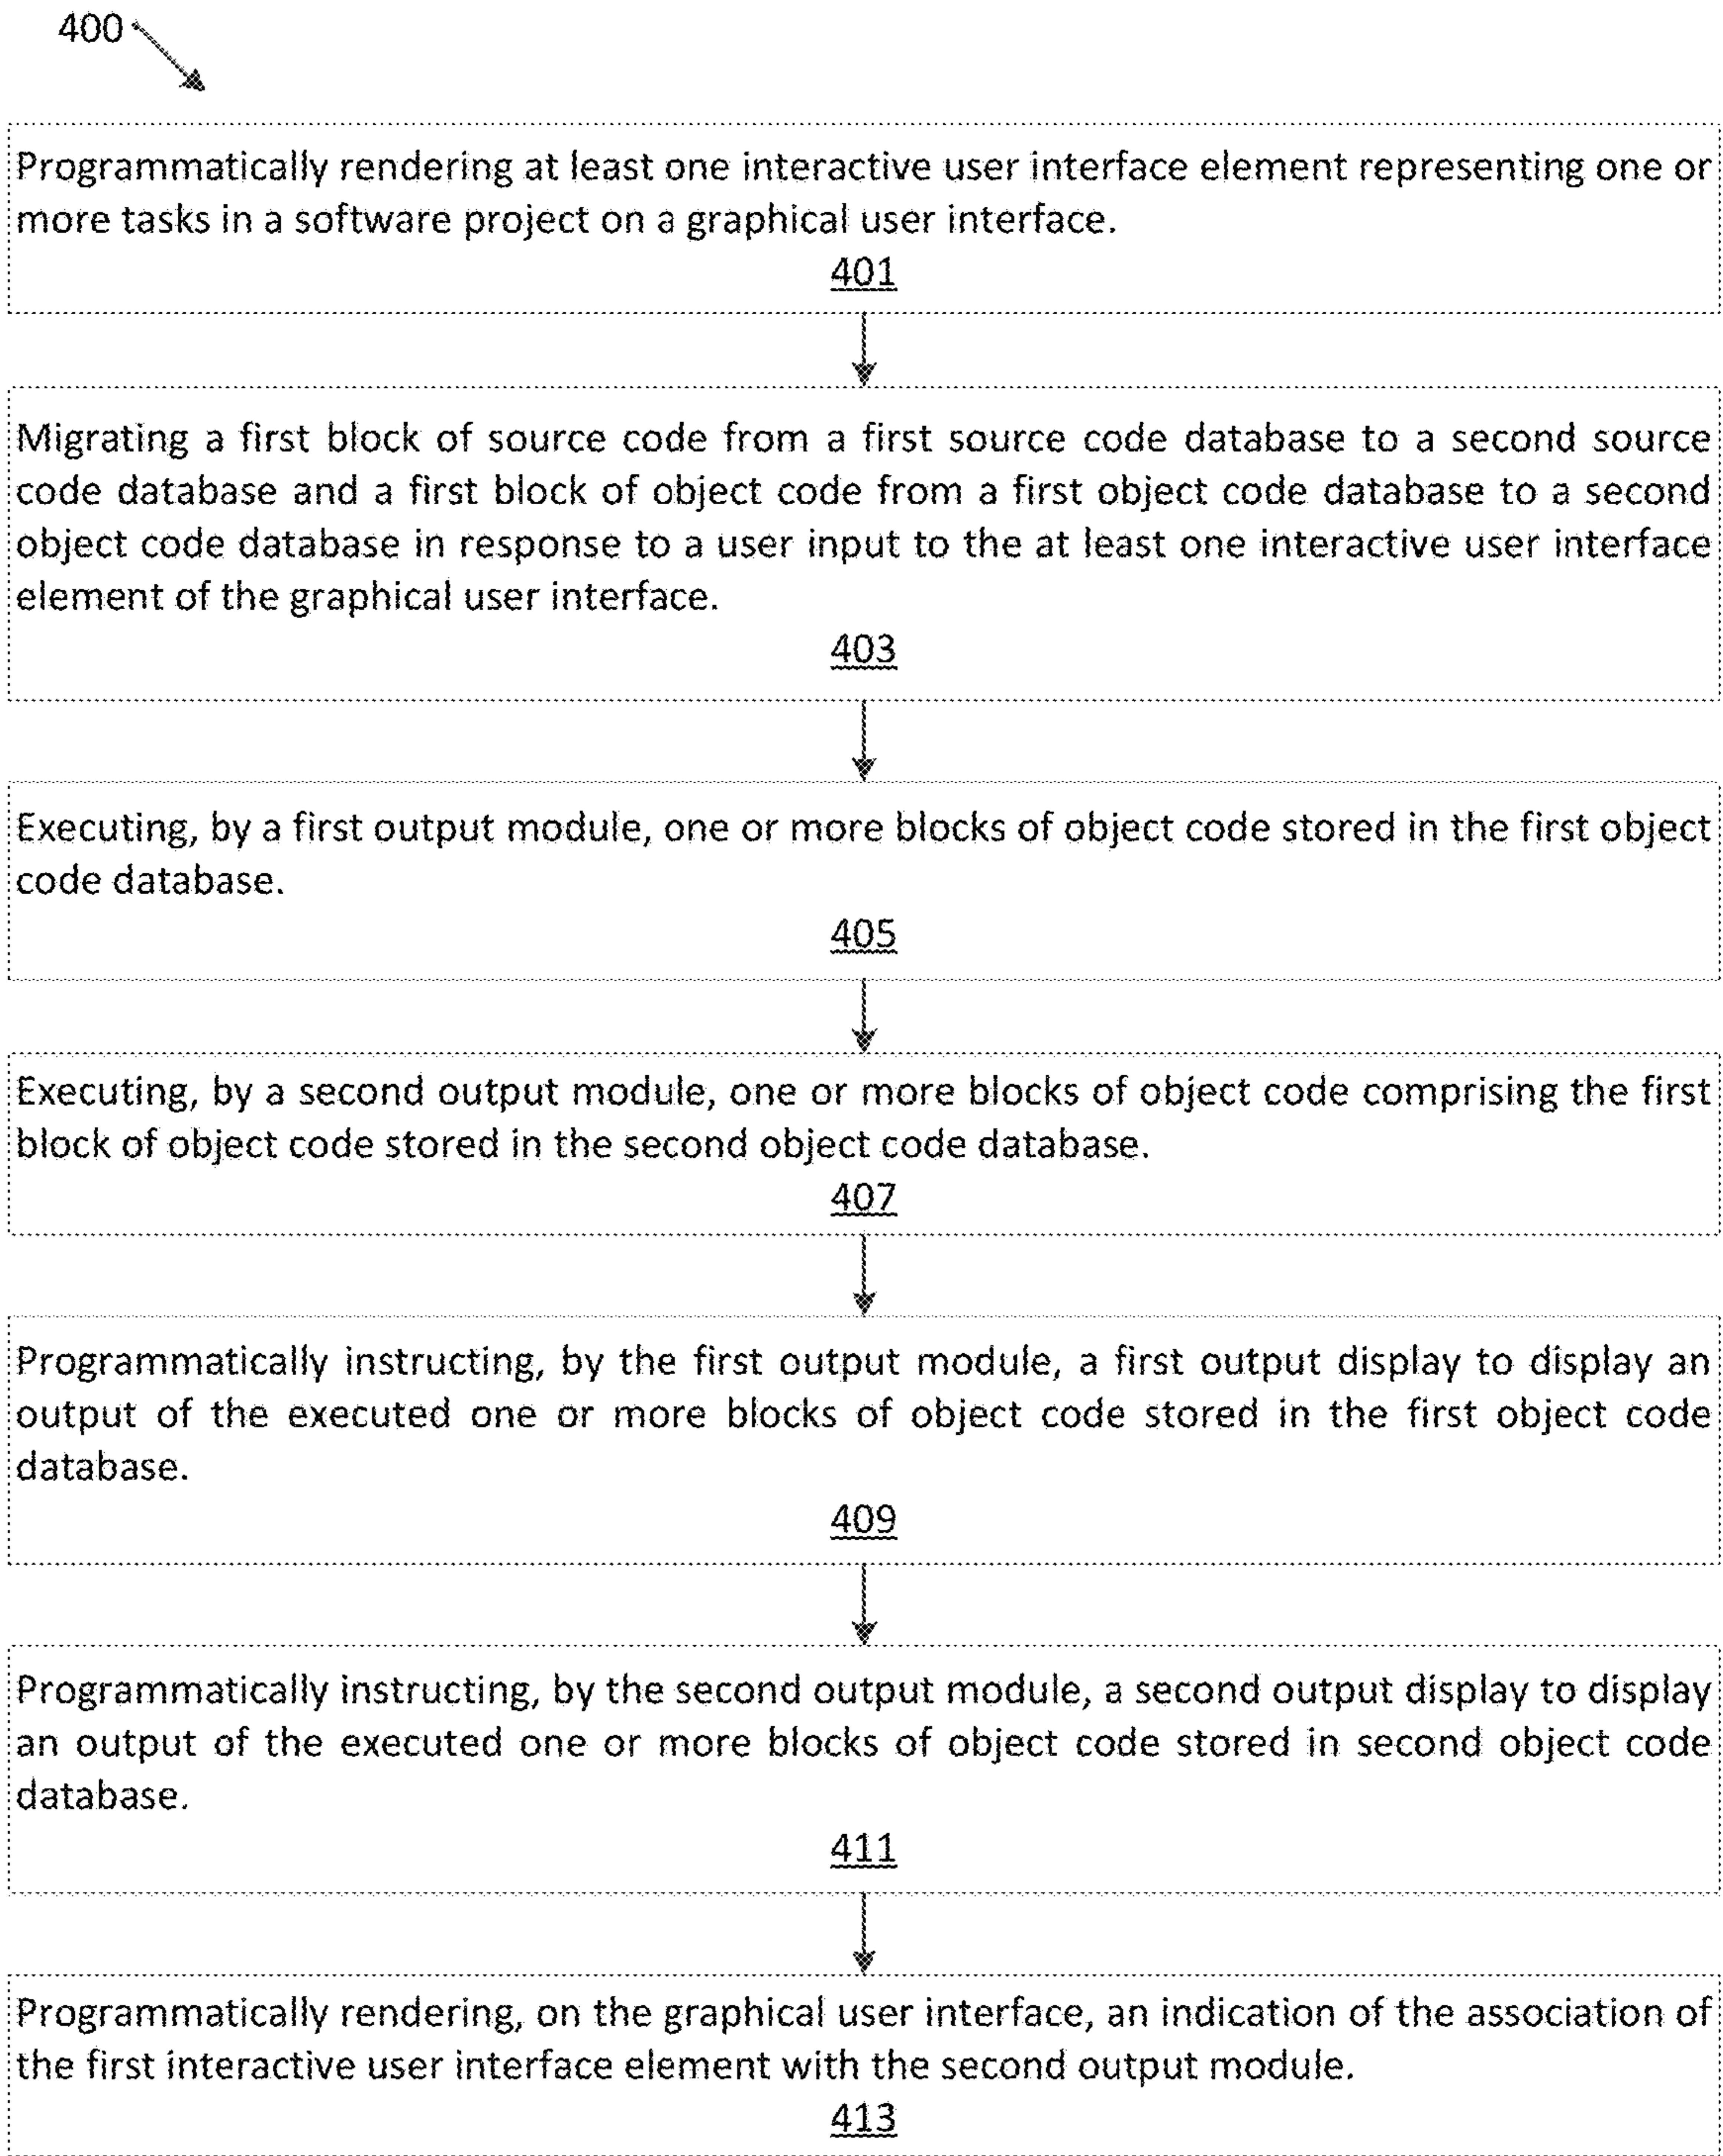 400
Programmatically rendering at least one interactive user interface element representing one or
more tasks in a software project on a graphical user interface.
401
Migrating a first block of source code from a first source code database to a second source
code database and a first block of object code from a first object code database to a second
object code database in response to a user input to the at least one interactive user interface
element of the graphical user interface.
403
Executing, by a first output module, one or more blocks of object code stored in the first object
code database.
405
Executing, by a second output module, one or more blocks of object code comprising the first
block of object code stored in the second object code database.
407
Programmatically instructing, by the first output module, a first output display to display an
output of the executed one or more blocks of object code stored in the first object code
database.
409
Programmatically instructing, by the second output module, a second output display to display
an output of the executed one or more blocks of object code stored in second object code
database.
411
Programmatically rendering, on the graphical user interface, an indication of the association of
the first interactive user interface element with the second output module.
413